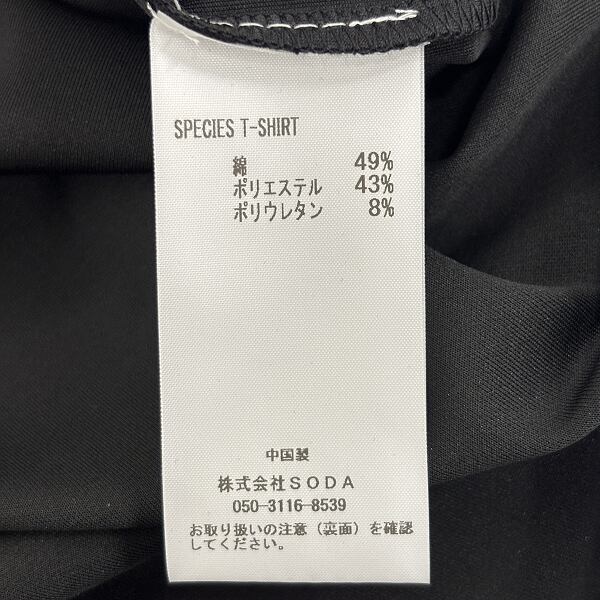 SPECIES T-SHIRT
綿 49%
ポリエステル 43%
ポリウレタン 8%
中国製
株式会社SODA
050-3116-8539
お取り扱いの注意(裏面)を確認
してください。